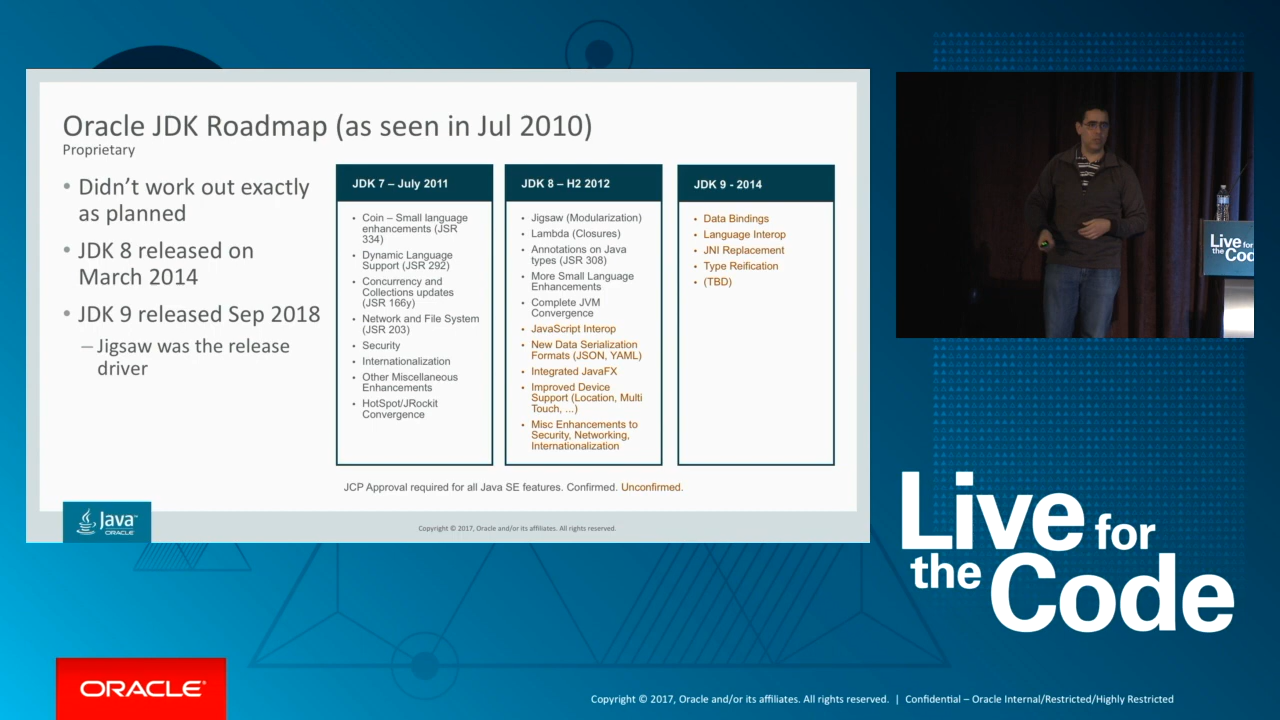 Oracle JDK Roadmap (as seen in Jul 2010)
Proprietary
• Didn't work out exactly
as planned
• JDK 8 released on
March 2014
• JDK 9 released Sep 2018
– Jigsaw was the release
driver
JDK 7 – July 2011
• Coin – Small language
enhancements (JSR
334)
• Dynamic Language
Support (JSR 292)
• Concurrency and
Collections updates
(JSR 166y)
• Network and File System
(JSR 203)
• Security
• Internationalization
• Other Miscellaneous
Enhancements
• HotSpot/JRockit
Convergence
JDK 8 – H2 2012
• Jigsaw (Modularization)
• Lambda (Closures)
• Annotations on Java
types (JSR 308)
• More Small Language
Enhancements
• Complete JVM
Convergence
• JavaScript Interop
• New Data Serialization
Formats (JSON, YAML)
• Integrated JavaFX
• Improved Device
Support (Location, Multi
Touch, ...)
• Misc Enhancements to
Security, Networking,
Internationalization
JDK 9 - 2014
• Data Bindings
• Language Interop
• JNI Replacement
• Type Reification
• (TBD)
JCP Approval required for all Java SE features. Confirmed. Unconfirmed.
Java™
ORACLE
Copyright © 2017, Oracle and/or its affiliates. All rights reserved.
Live for
the Cod
Live for
the Code
ORACLE®
Copyright © 2017, Oracle and/or its affiliates. All rights reserved. | Confidential – Oracle Internal/Restricted/Highly Restricted